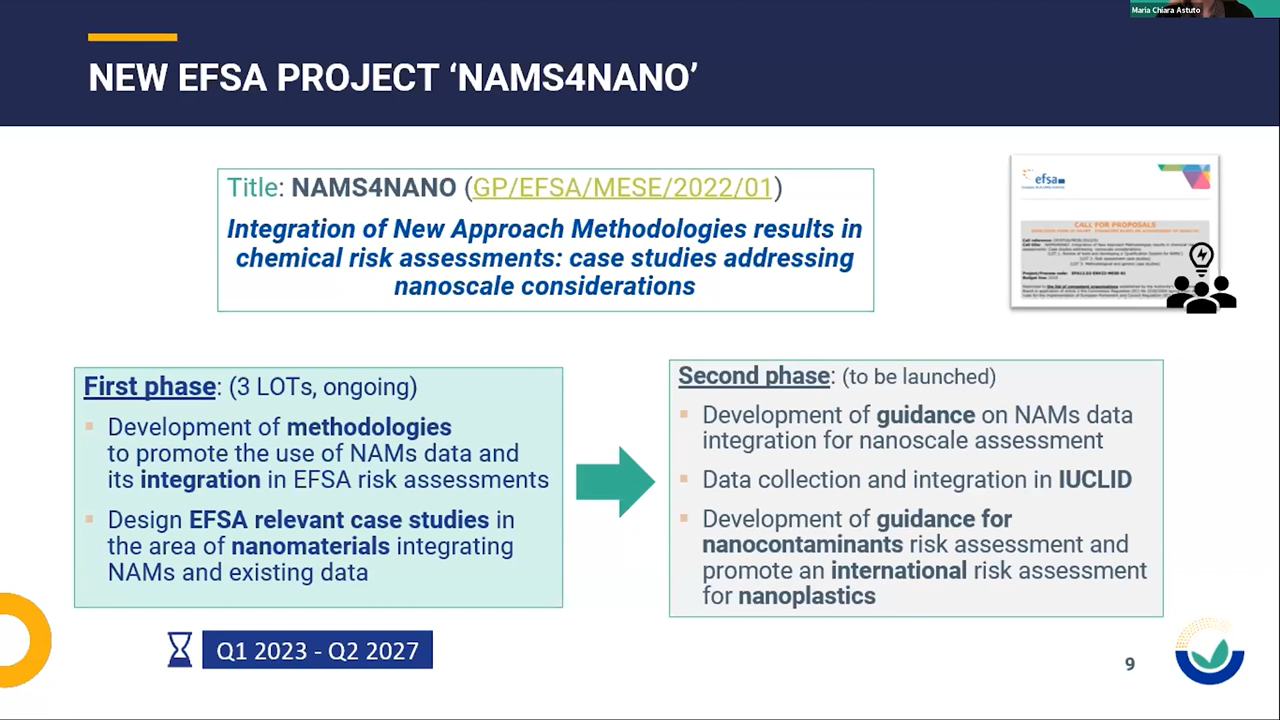 Maria Chiara Astuto
NEW EFSA PROJECT ‘NAMS4NANO’
Title: NAMS4NANO (GP/EFSA/MESE/2022/01)
Integration of New Approach Methodologies results in
chemical risk assessments: case studies addressing
nanoscale considerations
efsa
CALL FOR PROPOSALS
First phase: (3 LOTs, ongoing)
▪ Development of methodologies
to promote the use of NAMs data and
its integration in EFSA risk assessments
▪ Design EFSA relevant case studies in
the area of nanomaterials integrating
NAMs and existing data
Second phase: (to be launched)
▪ Development of guidance on NAMs data
integration for nanoscale assessment
▪ Data collection and integration in IUCLID
▪ Development of guidance for
nanocontaminants risk assessment and
promote an international risk assessment
for nanoplastics
Q1 2023 - Q2 2027
9